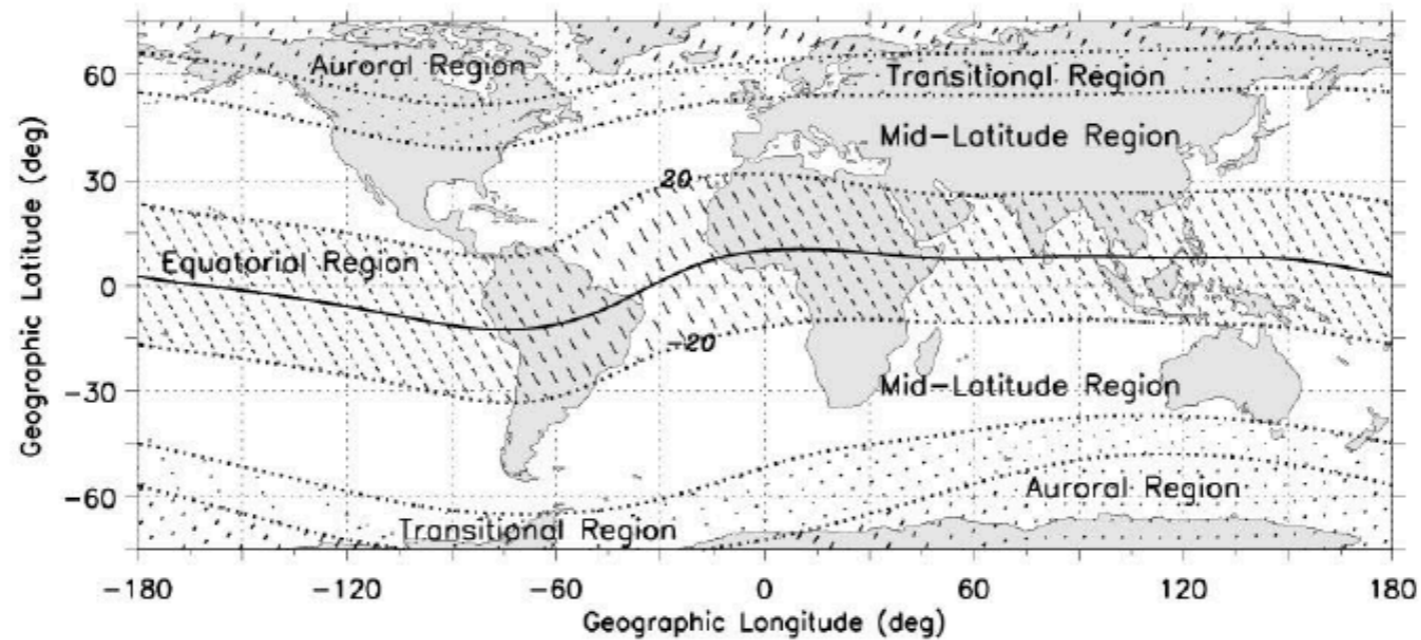 Auroral Region
Transitional Region
60
Mid-Latitude Region
30
20
Equatorial Region
0
-20
-30
Mid-Latitude Region
-60
Auroral Region
Transitional Region
-180
-120
-60
0
60
120
180
Geographic Longitude (deg)
Geographic Latitude (deg)